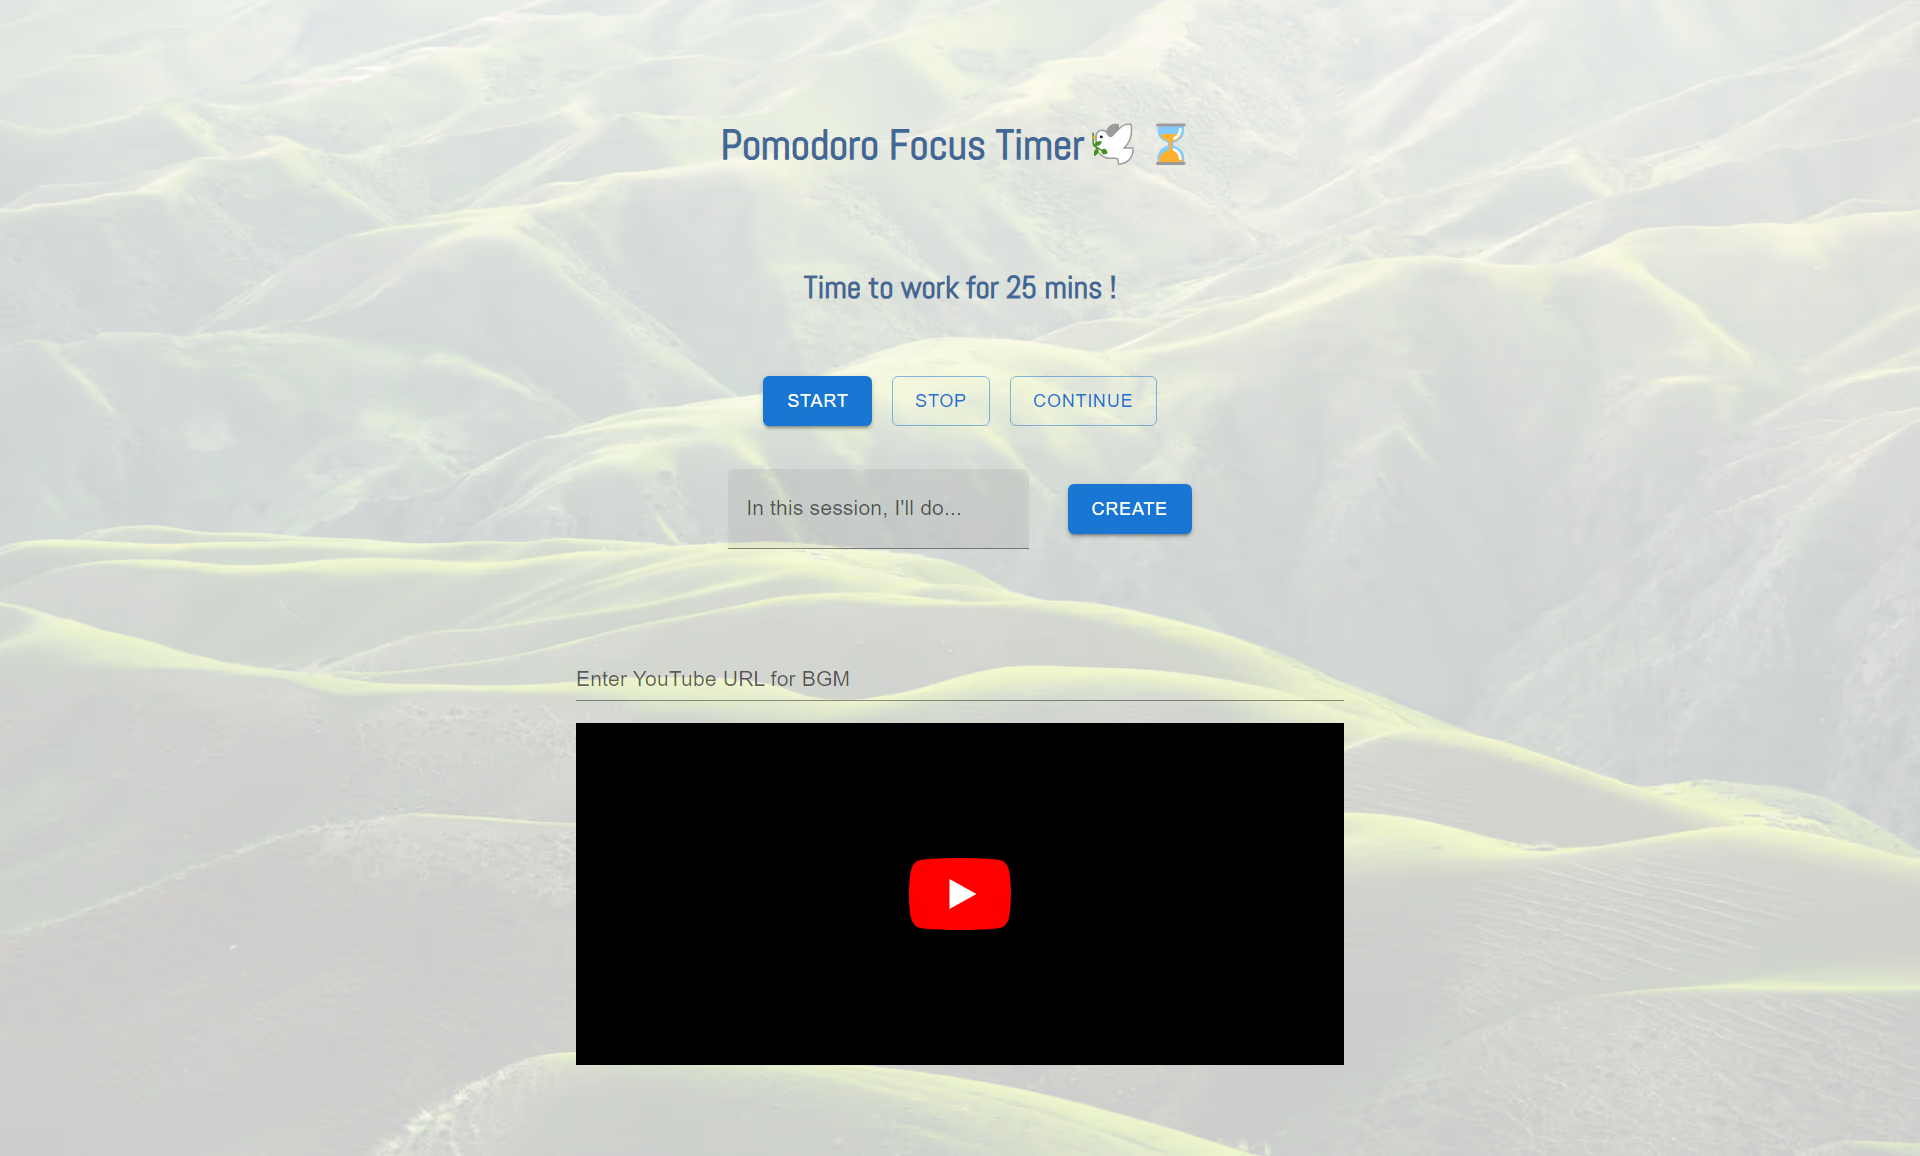 Pomodoro Focus Timer🕊️ ⏳
Time to work for 25 mins !
START STOP CONTINUE
In this session, I'll do... CREATE
Enter YouTube URL for BGM